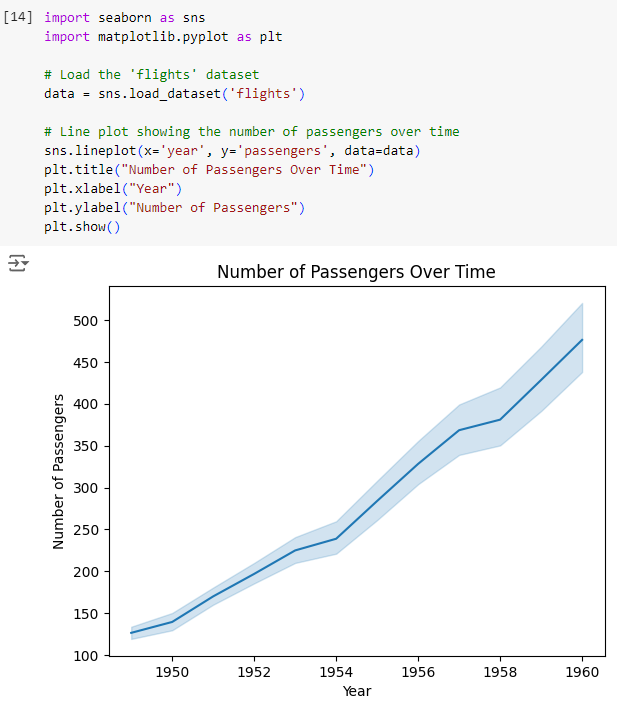 [14] import seaborn as sns
import matplotlib.pyplot as plt
# Load the 'flights' dataset
data = sns.load_dataset('flights')
# Line plot showing the number of passengers over time
sns.lineplot(x='year', y='passengers', data=data)
plt.title("Number of Passengers Over Time")
plt.xlabel("Year")
plt.ylabel("Number of Passengers")
plt.show()
Number of Passengers Over Time
Number of Passengers
500
450
400
350
300
250
200
150
100
1950 1952 1954 1956 1958 1960
Year